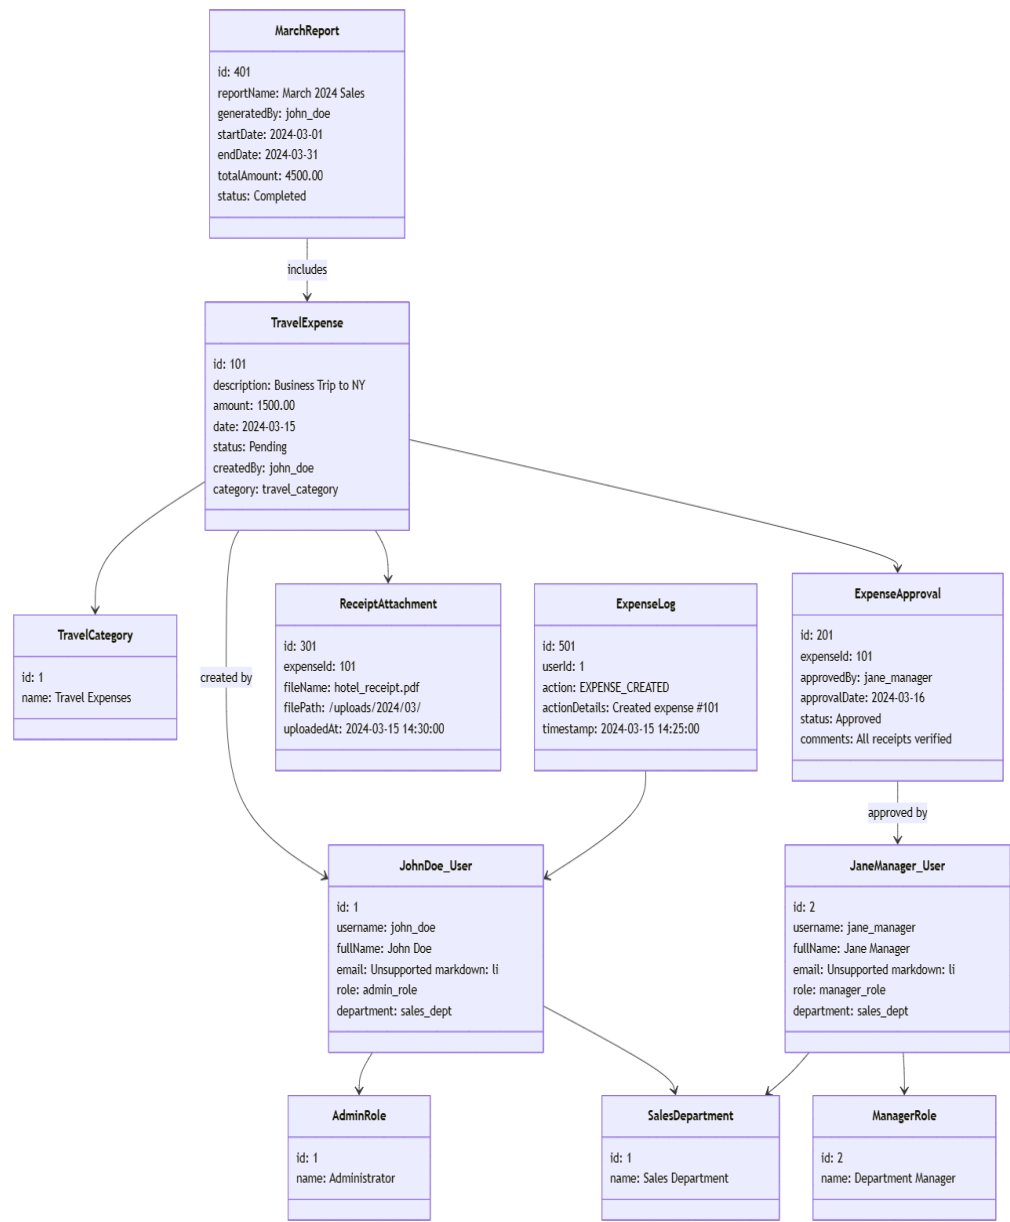 MarchReport
id: 401
reportName: March 2024 Sales
generatedBy: john_doe
startDate: 2024-03-01
endDate: 2024-03-31
totalAmount: 4500.00
status: Completed
includes
TravelExpense
id: 101
description: Business Trip to NY
amount: 1500.00
date: 2024-03-15
status: Pending
createdBy: john_doe
category: travel_category
TravelCategory
id: 1
name: Travel Expenses
created by
ReceiptAttachment
id: 301
expenseId: 101
fileName: hotel_receipt.pdf
filePath: /uploads/2024/03/
uploadedAt: 2024-03-15 14:30:00
ExpenseLog
id: 501
userId: 1
action: EXPENSE_CREATED
actionDetails: Created expense #101
timestamp: 2024-03-15 14:25:00
ExpenseApproval
id: 201
expenseId: 101
approvedBy: jane_manager
approvalDate: 2024-03-16
status: Approved
comments: All receipts verified
approved by
JohnDoe_User
id: 1
username: john_doe
fullName: John Doe
email: Unsupported markdown: li
role: admin_role
department: sales_dept
JaneManager_User
id: 2
username: jane_manager
fullName: Jane Manager
email: Unsupported markdown: li
role: manager_role
department: sales_dept
AdminRole
id: 1
name: Administrator
SalesDepartment
id: 1
name: Sales Department
ManagerRole
id: 2
name: Department Manager